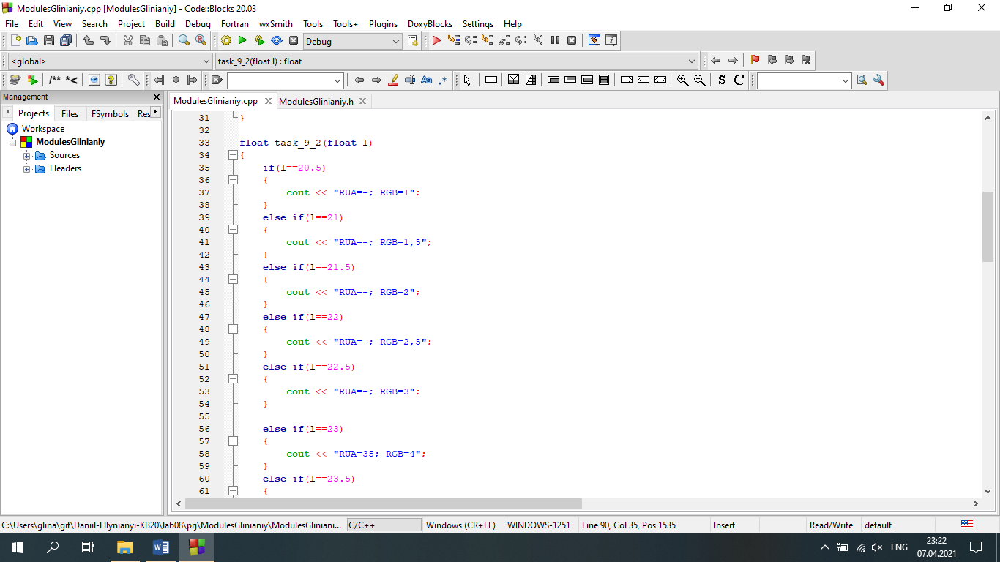 ModulesGlinianiy.cpp [ModulesGlinianiy] - Code::Blocks 20.03
File Edit View Search Project Build Debug Fortran wxSmith Tools Tools+ Plugins DoxyBlocks Settings Help
Debug
<global> task_9_2(float l) : float
/** *< Aa .* S C
Management
ModulesGlinianiy.cpp ModulesGlinianiy.h
Projects Files FSymbols Res
Workspace
ModulesGlinianiy
Sources
Headers
31 }
32
33 float task_9_2(float l)
34 {
35 if(l==20.5)
36 {
37 cout << "RUA=-; RGB=1";
38 }
39 else if(l==21)
40 {
41 cout << "RUA=-; RGB=1,5";
42 }
43 else if(l==21.5)
44 {
45 cout << "RUA=-; RGB=2";
46 }
47 else if(l==22)
48 {
49 cout << "RUA=-; RGB=2,5";
50 }
51 else if(l==22.5)
52 {
53 cout << "RUA=-; RGB=3";
54 }
55
56 else if(l==23)
57 {
58 cout << "RUA=35; RGB=4";
59 }
60 else if(l==23.5)
61 {
C:\Users\glina\git\Daniil-Hlynianyi-KB20\lab08\prj\ModulesGlinianiy\ModulesGliniani... C/C++ Windows (CR+LF) WINDOWS-1251 Line 90, Col 35, Pos 1535 Insert Read/Write default
ENG 23:22
07.04.2021